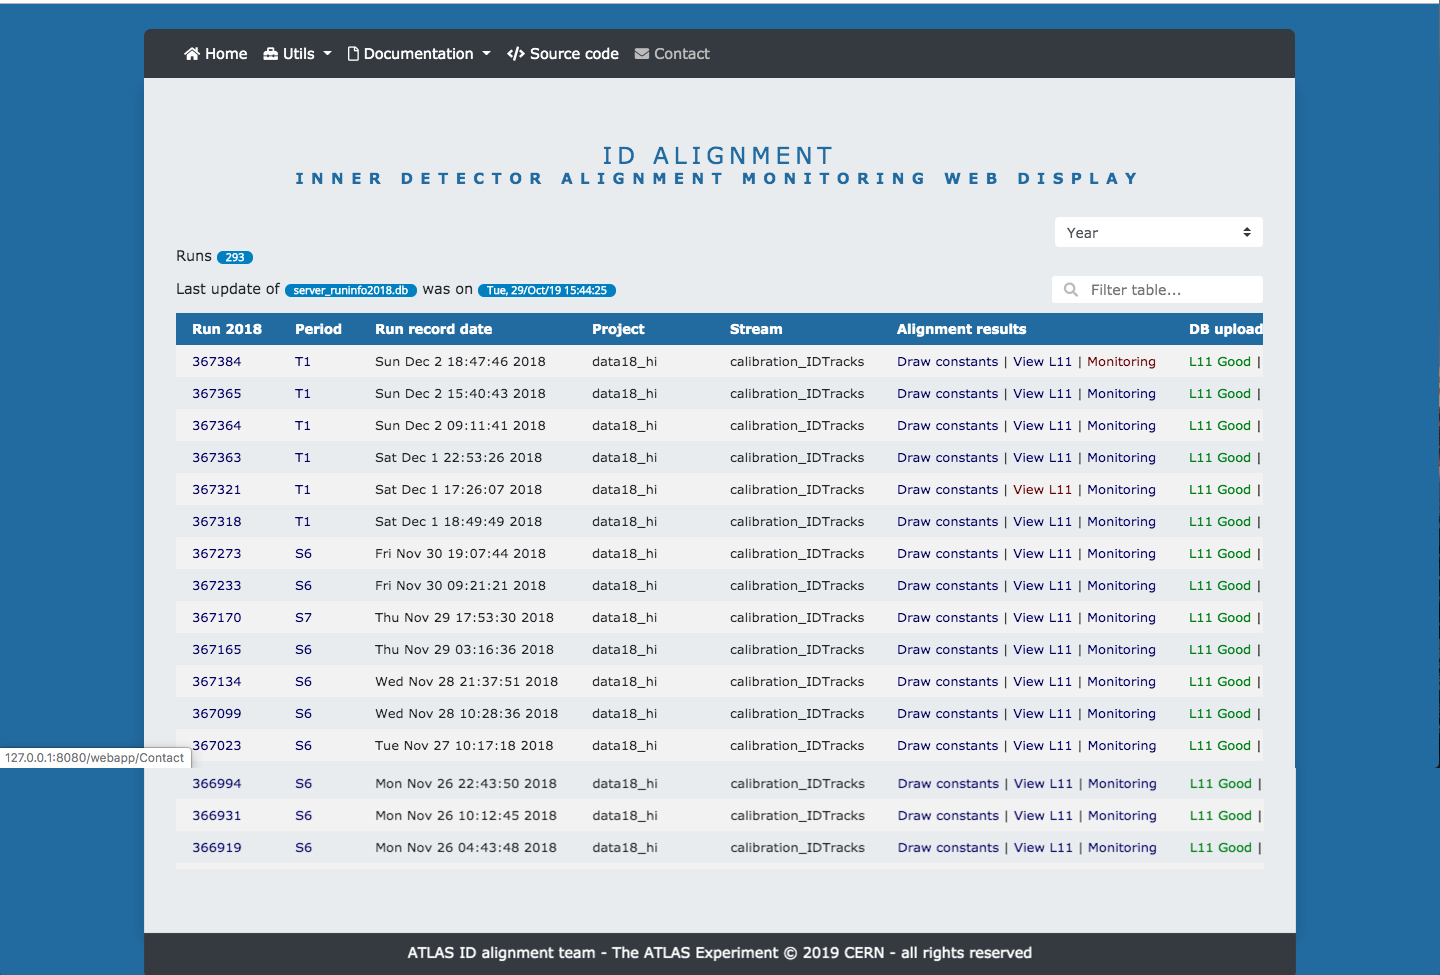 Home Utils Documentation Source code Contact
ID ALIGNMENT
INNER DETECTOR ALIGNMENT MONITORING WEB DISPLAY
Year
Runs 293
Last update of server_runinfo2018.db was on Tue, 29/Oct/19 15:44:25
Filter table...
Run 2018 Period Run record date Project Stream Alignment results DB upload
367384 T1 Sun Dec 2 18:47:46 2018 data18_hi calibration_IDTracks Draw constants | View L11 | Monitoring L11 Good |
367365 T1 Sun Dec 2 15:40:43 2018 data18_hi calibration_IDTracks Draw constants | View L11 | Monitoring L11 Good |
367364 T1 Sun Dec 2 09:11:41 2018 data18_hi calibration_IDTracks Draw constants | View L11 | Monitoring L11 Good |
367363 T1 Sat Dec 1 22:53:26 2018 data18_hi calibration_IDTracks Draw constants | View L11 | Monitoring L11 Good |
367321 T1 Sat Dec 1 17:26:07 2018 data18_hi calibration_IDTracks Draw constants | View L11 | Monitoring L11 Good |
367318 T1 Sat Dec 1 18:49:49 2018 data18_hi calibration_IDTracks Draw constants | View L11 | Monitoring L11 Good |
367273 S6 Fri Nov 30 19:07:44 2018 data18_hi calibration_IDTracks Draw constants | View L11 | Monitoring L11 Good |
367233 S6 Fri Nov 30 09:21:21 2018 data18_hi calibration_IDTracks Draw constants | View L11 | Monitoring L11 Good |
367170 S7 Thu Nov 29 17:53:30 2018 data18_hi calibration_IDTracks Draw constants | View L11 | Monitoring L11 Good |
367165 S6 Thu Nov 29 03:16:36 2018 data18_hi calibration_IDTracks Draw constants | View L11 | Monitoring L11 Good |
367134 S6 Wed Nov 28 21:37:51 2018 data18_hi calibration_IDTracks Draw constants | View L11 | Monitoring L11 Good |
367099 S6 Wed Nov 28 10:28:36 2018 data18_hi calibration_IDTracks Draw constants | View L11 | Monitoring L11 Good |
367023 S6 Tue Nov 27 10:17:18 2018 data18_hi calibration_IDTracks Draw constants | View L11 | Monitoring L11 Good |
127.0.0.1:8080/webapp/Contact
366994 S6 Mon Nov 26 22:43:50 2018 data18_hi calibration_IDTracks Draw constants | View L11 | Monitoring L11 Good |
366931 S6 Mon Nov 26 10:12:45 2018 data18_hi calibration_IDTracks Draw constants | View L11 | Monitoring L11 Good |
366919 S6 Mon Nov 26 04:43:48 2018 data18_hi calibration_IDTracks Draw constants | View L11 | Monitoring L11 Good |
ATLAS ID alignment team - The ATLAS Experiment © 2019 CERN - all rights reserved